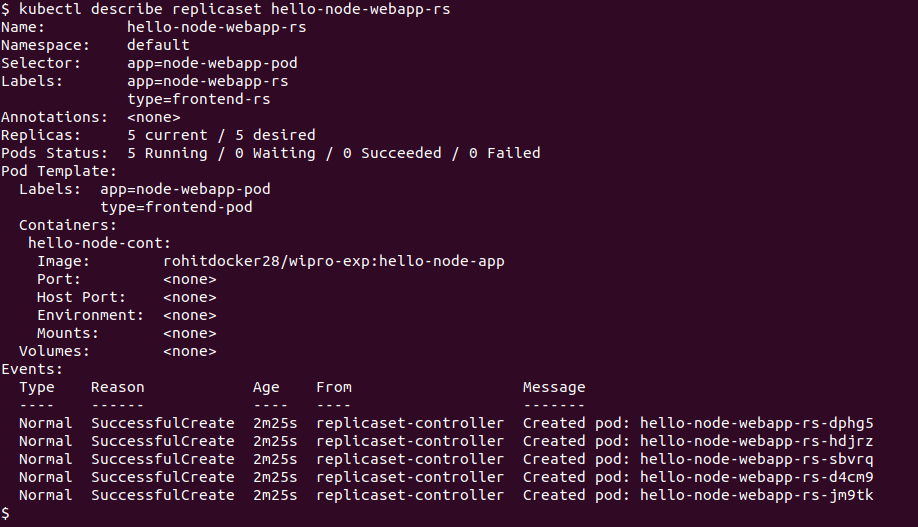 $ kubectl describe replicaset hello-node-webapp-rs
Name:         hello-node-webapp-rs
Namespace:    default
Selector:     app=node-webapp-pod
Labels:       app=node-webapp-rs
              type=frontend-rs
Annotations:  <none>
Replicas:     5 current / 5 desired
Pods Status:  5 Running / 0 Waiting / 0 Succeeded / 0 Failed
Pod Template:
  Labels:  app=node-webapp-pod
           type=frontend-pod
  Containers:
   hello-node-cont:
    Image:        rohitdocker28/wipro-exp:hello-node-app
    Port:         <none>
    Host Port:    <none>
    Environment:  <none>
    Mounts:       <none>
  Volumes:        <none>
Events:
  Type    Reason            Age   From                   Message
  ----    ------            ----  ----                   -------
  Normal  SuccessfulCreate  2m25s  replicaset-controller  Created pod: hello-node-webapp-rs-dphg5
  Normal  SuccessfulCreate  2m25s  replicaset-controller  Created pod: hello-node-webapp-rs-hdjrz
  Normal  SuccessfulCreate  2m25s  replicaset-controller  Created pod: hello-node-webapp-rs-sbvrq
  Normal  SuccessfulCreate  2m25s  replicaset-controller  Created pod: hello-node-webapp-rs-d4cm9
  Normal  SuccessfulCreate  2m25s  replicaset-controller  Created pod: hello-node-webapp-rs-jm9tk
$